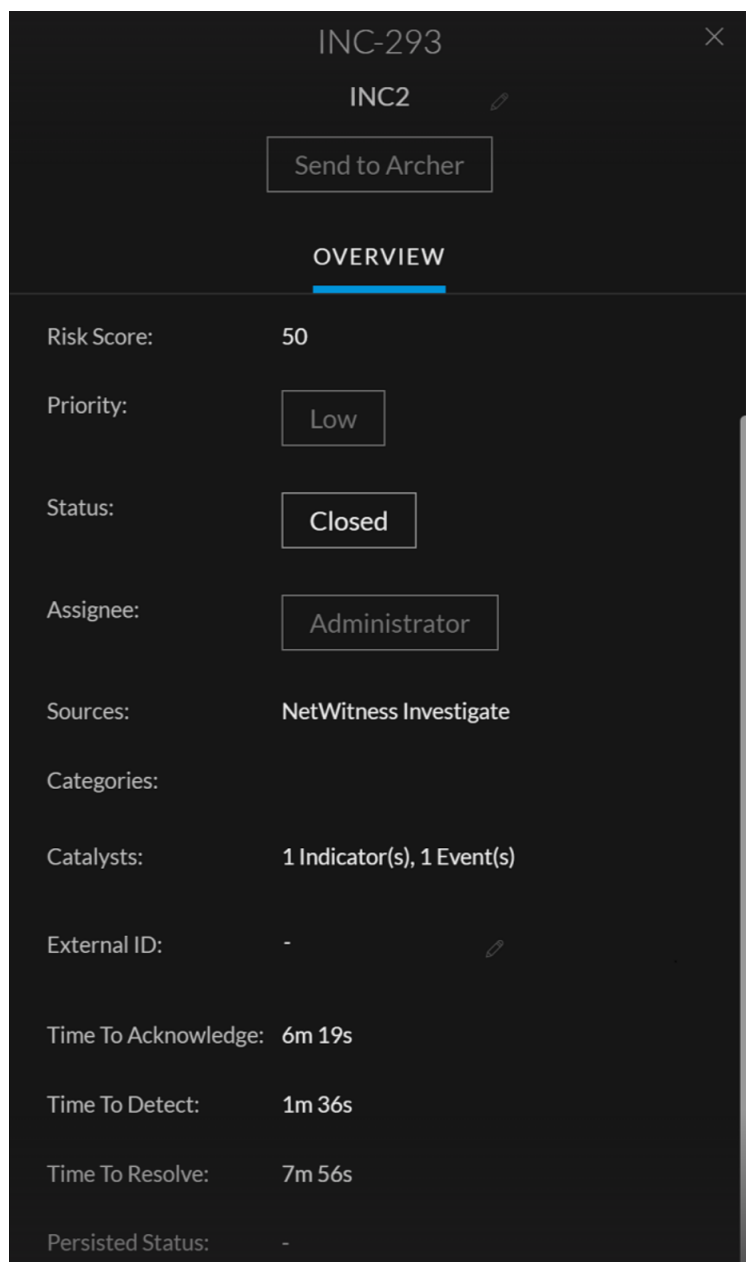 INC-293
INC2
Send to Archer
OVERVIEW
Risk Score: 50
Priority: Low
Status: Closed
Assignee: Administrator
Sources: NetWitness Investigate
Categories:
Catalysts: 1 Indicator(s), 1 Event(s)
External ID: -
Time To Acknowledge: 6m 19s
Time To Detect: 1m 36s
Time To Resolve: 7m 56s
Persisted Status: -